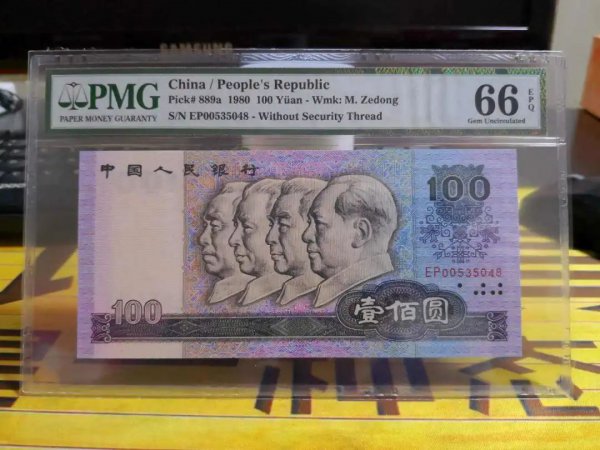 SAMSUNG
PMG
PAPER MONEY GUARANTY
China / People's Republic
Pick# 889a 1980 100 Yüan - Wmk: M. Zedong
S/N EP00535048 - Without Security Thread
66 EPQ
Gem Uncirculated
中国人民银行
100
EP00535048
100
壹佰圆